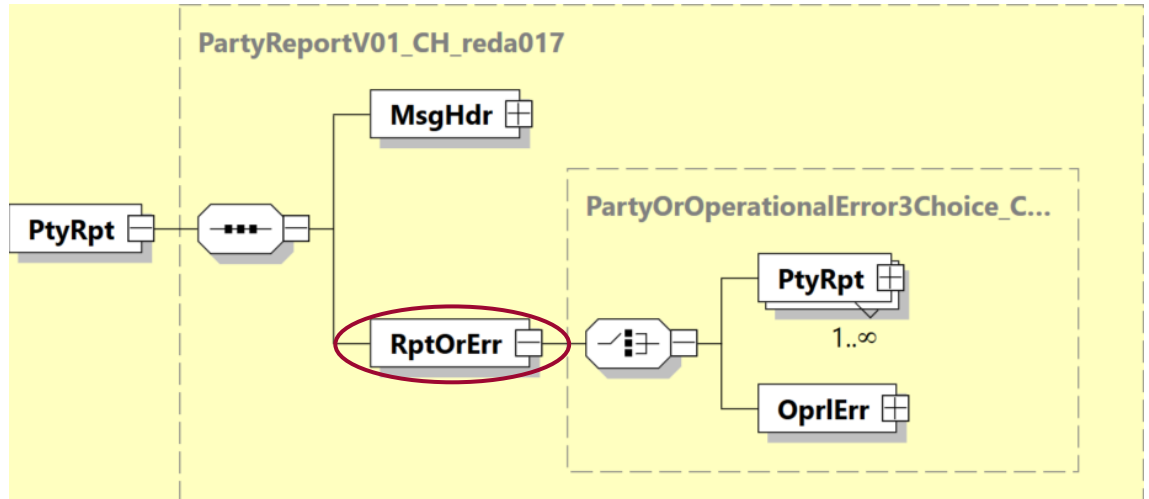 PartyReportV01_CH_reda017
MsgHdr
PartyOrOperationalError3Choice_C...
PtyRpt
PtyRpt
1..∞
RptOrErr
OprlErr